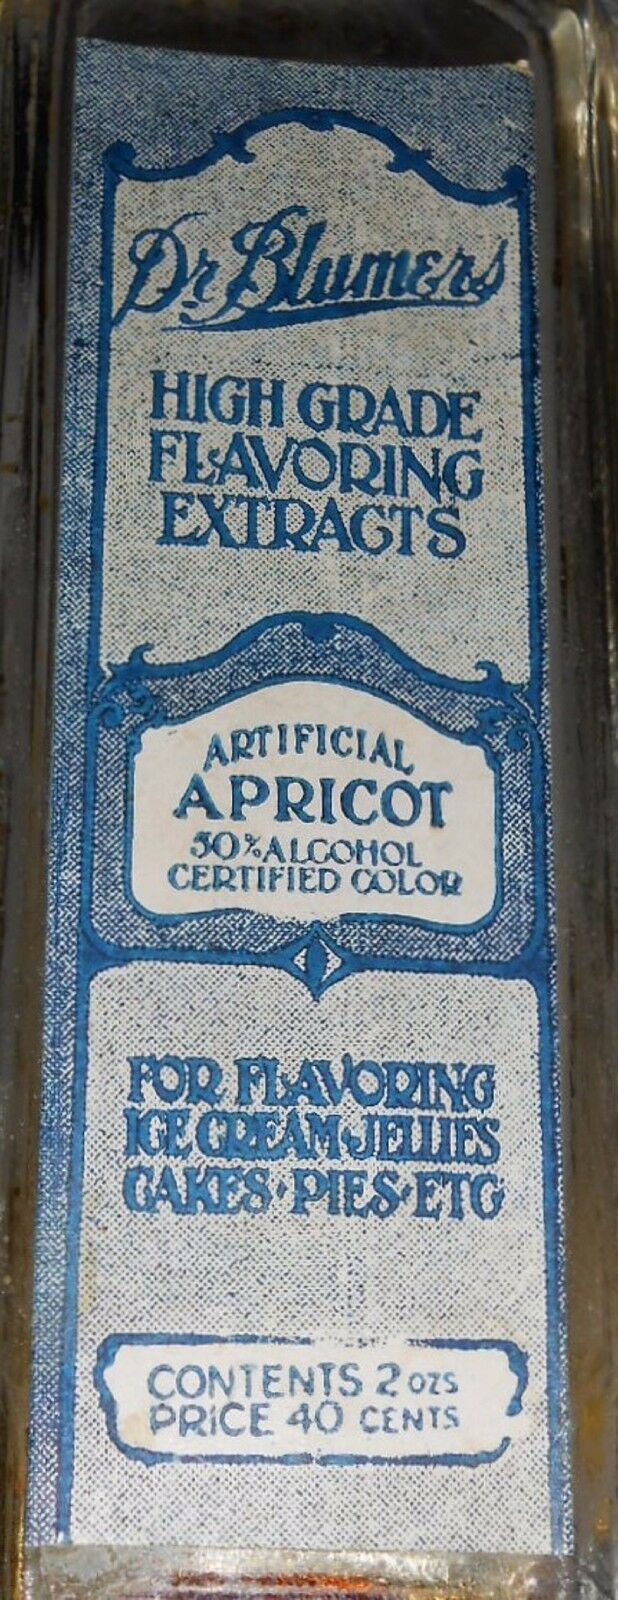 Dr Blumers
HIGH GRADE
FLAVORING
EXTRACTS
ARTIFICIAL
APRICOT
50% ALCOHOL
CERTIFIED COLOR
FOR FLAVORING
ICE CREAM·JELLIES
CAKES·PIES·ETC
CONTENTS 2 OZS
PRICE 40 CENTS